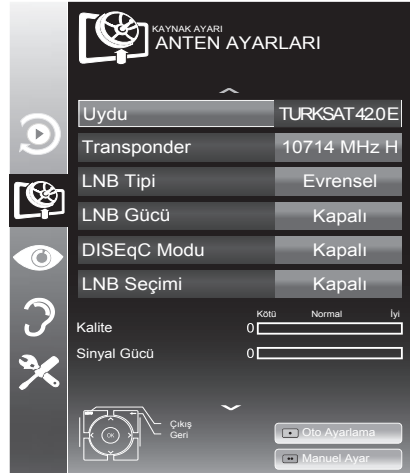 KAYNAK AYARI
ANTEN AYARLARI
Uydu TURKSAT 42.0 E
Transponder 10714 MHz H
LNB Tipi Evrensel
LNB Gücü Kapalı
DISEqC Modu Kapalı
LNB Seçimi Kapalı
Kötü Normal İyi
Kalite 0
Sinyal Gücü 0
Çıkış
Geri
OK
Oto Ayarlama
Manuel Ayar